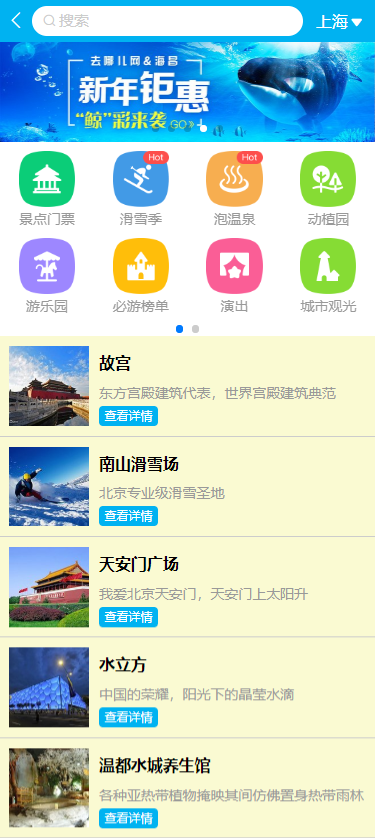 搜索
上海
去哪儿网&海昌
新年钜惠
“鲸”彩来袭 GO»
Hot
Hot
景点门票 滑雪季 泡温泉 动植园
游乐园 必游榜单 演出 城市观光
故宫
东方宫殿建筑代表，世界宫殿建筑典范
查看详情
南山滑雪场
北京专业级滑雪圣地
查看详情
天安门广场
我爱北京天安门，天安门上太阳升
查看详情
水立方
中国的荣耀，阳光下的晶莹水滴
查看详情
温都水城养生馆
各种亚热带植物掩映其间仿佛置身热带雨林
查看详情